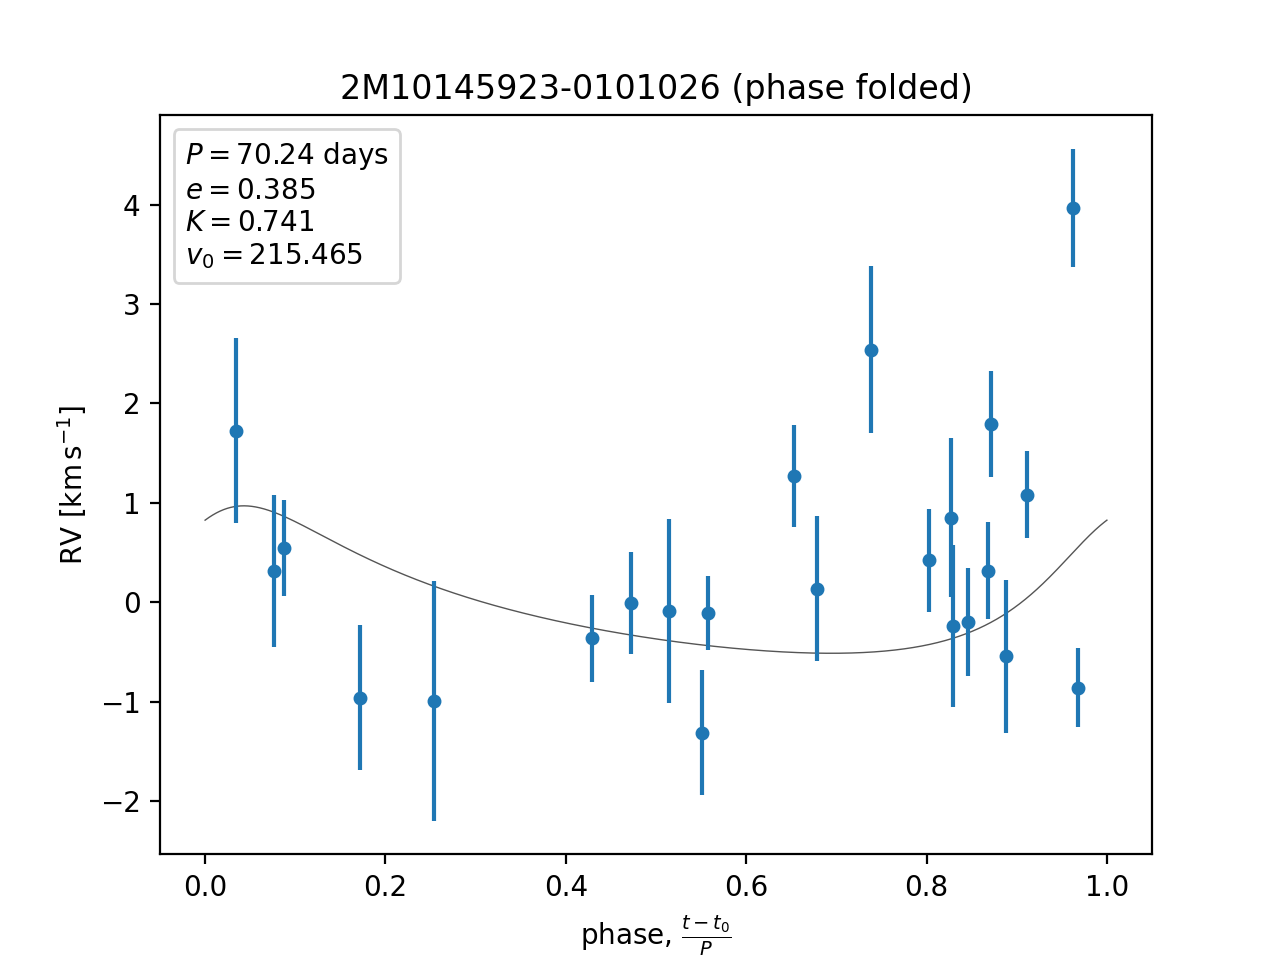 2M10145923-0101026 (phase folded)
P = 70.24 days
e = 0.385
K = 0.741
v₀ = 215.465
RV [km s⁻¹]
4
3
2
1
0
−1
−2
0.0 0.2 0.4 0.6 0.8 1.0
phase, (t − t₀)/P